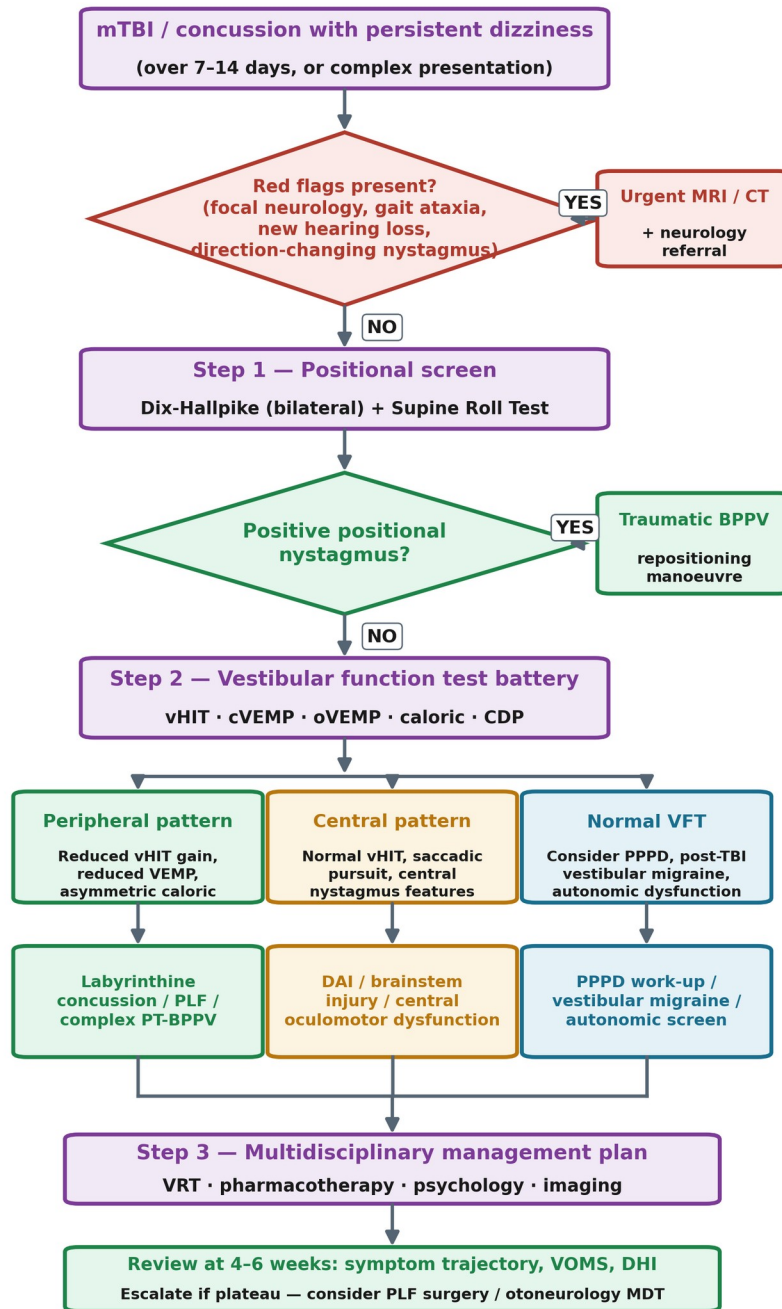 mTBI / concussion with persistent dizziness
(over 7–14 days, or complex presentation)
Red flags present?
(focal neurology, gait ataxia,
new hearing loss,
direction-changing nystagmus)
YES
Urgent MRI / CT
+ neurology
referral
NO
Step 1 — Positional screen
Dix-Hallpike (bilateral) + Supine Roll Test
Positive positional
nystagmus?
YES
Traumatic BPPV
repositioning
manoeuvre
NO
Step 2 — Vestibular function test battery
vHIT · cVEMP · oVEMP · caloric · CDP
Peripheral pattern
Reduced vHIT gain,
reduced VEMP,
asymmetric caloric
Central pattern
Normal vHIT, saccadic
pursuit, central
nystagmus features
Normal VFT
Consider PPPD, post-TBI
vestibular migraine,
autonomic dysfunction
Labyrinthine
concussion / PLF /
complex PT-BPPV
DAI / brainstem
injury / central
oculomotor dysfunction
PPPD work-up /
vestibular migraine /
autonomic screen
Step 3 — Multidisciplinary management plan
VRT · pharmacotherapy · psychology · imaging
Review at 4–6 weeks: symptom trajectory, VOMS, DHI
Escalate if plateau — consider PLF surgery / otoneurology MDT